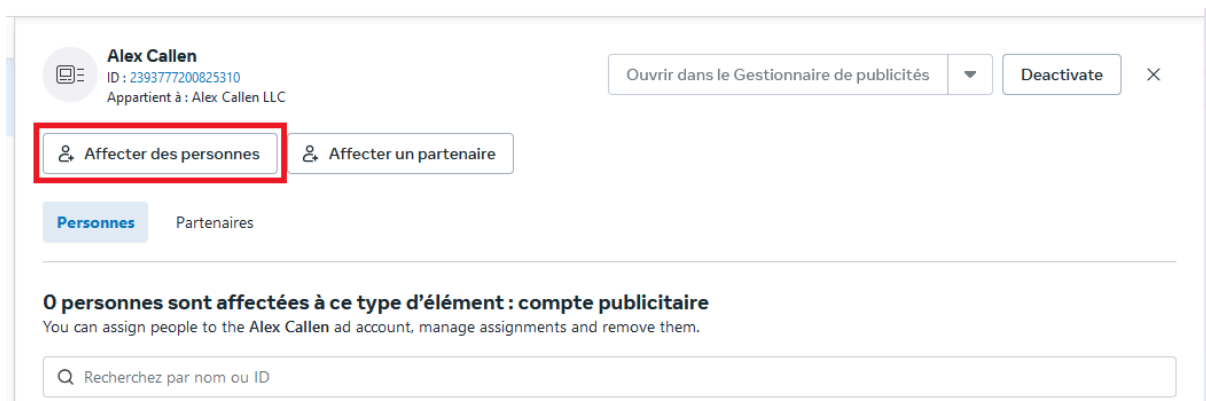 Alex Callen
ID : 2393777200825310
Appartient à : Alex Callen LLC
Ouvrir dans le Gestionnaire de publicités
Deactivate
Affecter des personnes
Affecter un partenaire
Personnes
Partenaires
0 personnes sont affectées à ce type d’élément : compte publicitaire
You can assign people to the Alex Callen ad account, manage assignments and remove them.
Recherchez par nom ou ID